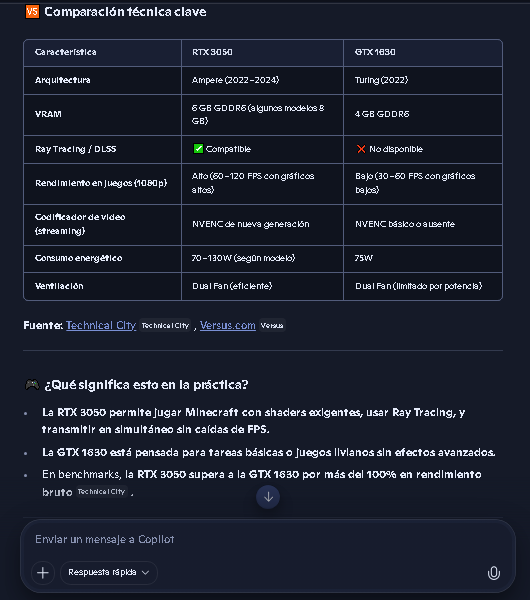 🆚 Comparación técnica clave
Característica RTX 3050 GTX 1630
Arquitectura Ampere (2022–2024) Turing (2022)
VRAM 6 GB GDDR6 (algunos modelos 8 GB) 4 GB GDDR6
Ray Tracing / DLSS ✅ Compatible ❌ No disponible
Rendimiento en juegos (1080p) Alto (60–120 FPS con gráficos altos) Bajo (30–60 FPS con gráficos bajos)
Codificador de video (streaming) NVENC de nueva generación NVENC básico o ausente
Consumo energético 70–130W (según modelo) 75W
Ventilación Dual Fan (eficiente) Dual Fan (limitado por potencia)
Fuente: Technical City Technical City , Versus.com Versus
🎮 ¿Qué significa esto en la práctica?
• La RTX 3050 permite jugar Minecraft con shaders exigentes, usar Ray Tracing, y
transmitir en simultáneo sin caídas de FPS.
• La GTX 1630 está pensada para tareas básicas o juegos livianos sin efectos avanzados.
• En benchmarks, la RTX 3050 supera a la GTX 1630 por más del 100% en rendimiento
bruto Technical City .
Enviar un mensaje a Copilot
Respuesta rápida